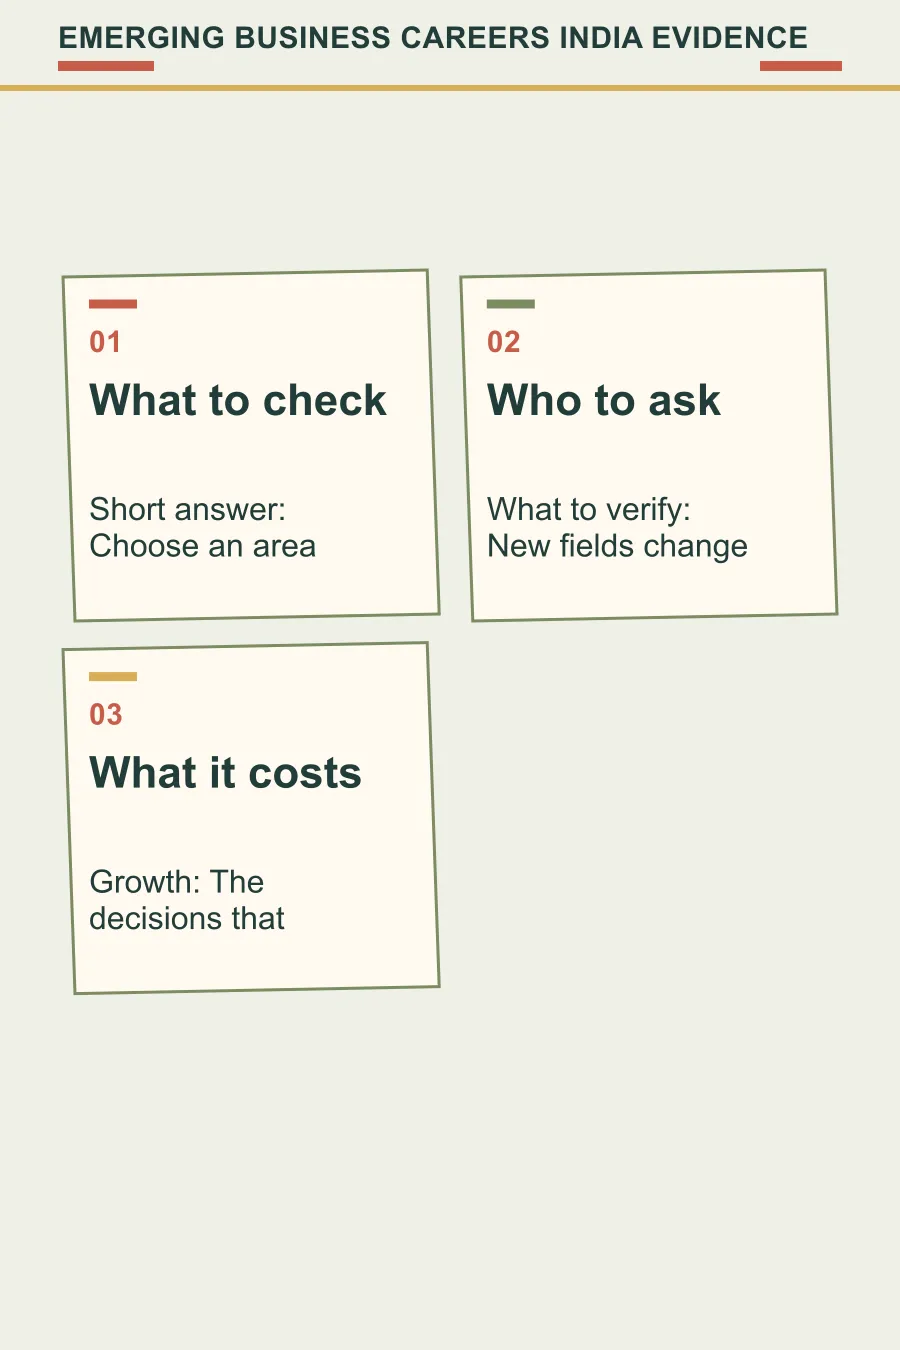 EMERGING BUSINESS CAREERS INDIA EVIDENCE
01
What to check
Short answer:
Choose an area
02
Who to ask
What to verify:
New fields change
03
What it costs
Growth: The
decisions that